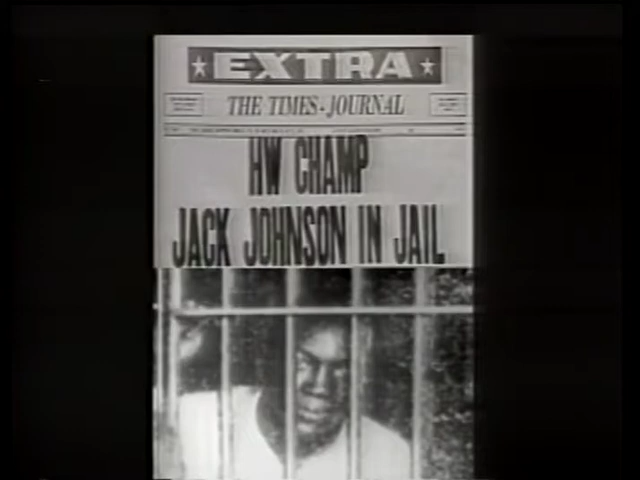 ★ EXTRA ★
THE TIMES-JOURNAL
HW CHAMP
JACK JOHNSON IN JAIL